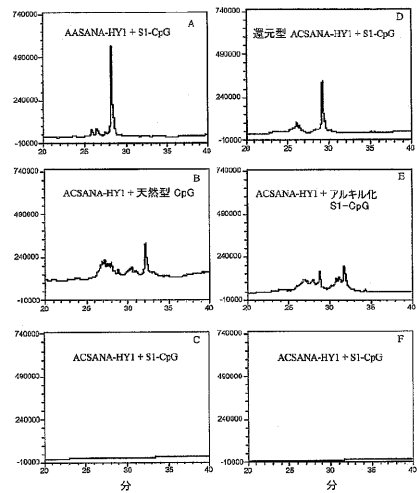 A
AASANA-HY1 + S1-CpG
740000
490000
240000
-10000
20 25 30 35 40
D
還元型 ACSANA-HY1 + S1-CpG
740000
490000
240000
-10000
20 25 30 35 40
B
ACSANA-HY1 + 天然型 CpG
740000
490000
240000
-10000
20 25 30 35 40
E
ACSANA-HY1 + アルキル化
S1-CpG
740000
490000
240000
-10000
20 25 30 34 40
C
ACSANA-HY1 + S1-CpG
740000
490000
240000
-10000
20 25 30 35 40
分
F
ACSANA-HY1 + S1-CpG
740000
490000
240000
-10000
20 25 30 35 40
分